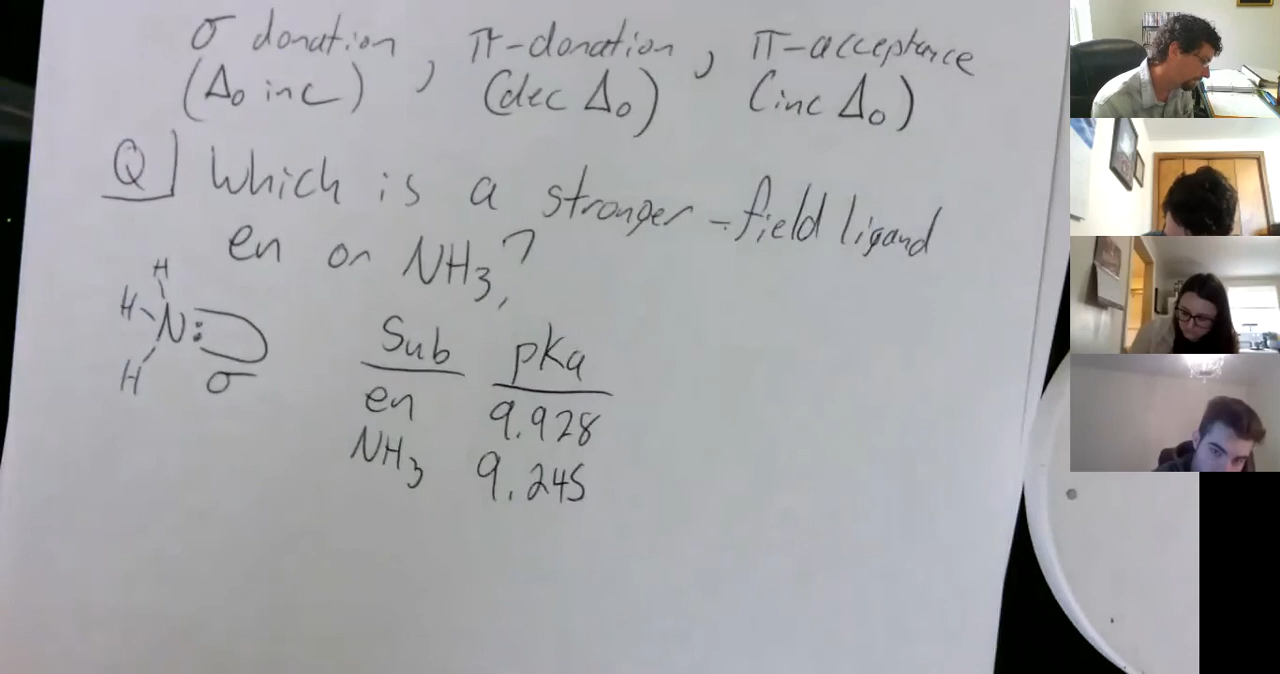 σ donation, π-donation, π-acceptance
(Δo inc) (dec Δo) (inc Δo)
Q] Which is a stronger-field ligand
en or NH3?
H
H N:
H σ
Sub pKa
en 9.928
NH3 9.245